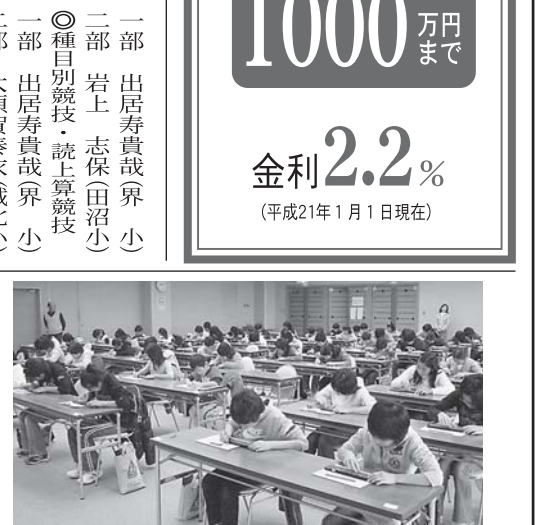 1000万円まで
金利2.2%
(平成21年1月1日現在)
一部 出居寿貴哉(界 小)
二部 岩上 志保(田沼小)
◎種目別競技・読上算競技
一部 出居寿貴哉(界 小)